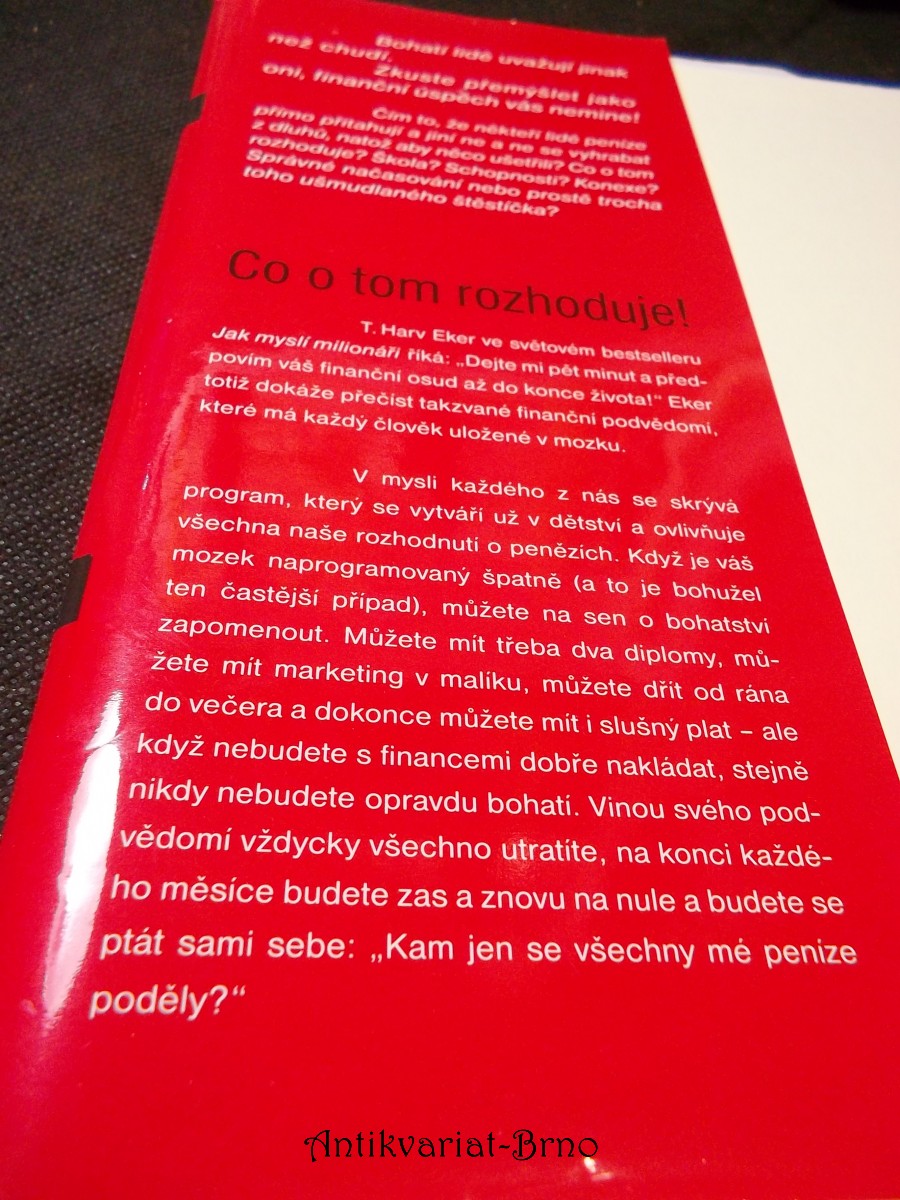 Bohatí lidé uvažují jinak
než chudí.
Zkuste přemýšlet jako
oni, finanční úspěch vás nemine!
Čím to, že někteří lidé peníze
přímo přitahují a jiní ne a ne se vyhrabat
z dluhů, natož aby něco ušetřili? Co o tom
rozhoduje? Škola? Schopnosti? Konexe?
Správné načasování nebo prostě trocha
toho ušmudlaného štěstíčka?
Co o tom rozhoduje!
T. Harv Eker ve světovém bestselleru
Jak myslí milionáři říká: „Dejte mi pět minut a před-
povím váš finanční osud až do konce života!“ Eker
totiž dokáže přečíst takzvané finanční podvědomí,
které má každý člověk uložené v mozku.
V mysli každého z nás se skrývá
program, který se vytváří už v dětství a ovlivňuje
všechna naše rozhodnutí o penězích. Když je váš
mozek naprogramovaný špatně (a to je bohužel
ten častější případ), můžete na sen o bohatství
zapomenout. Můžete mít třeba dva diplomy, mů-
žete mít marketing v malíku, můžete dřít od rána
do večera a dokonce můžete mít i slušný plat – ale
když nebudete s financemi dobře nakládat, stejně
nikdy nebudete opravdu bohatí. Vinou svého pod-
vědomí vždycky všechno utratíte, na konci každé-
ho měsíce budete zas a znovu na nule a budete se
ptát sami sebe: „Kam jen se všechny mé peníze
poděly?“
Antikvariat-Brno